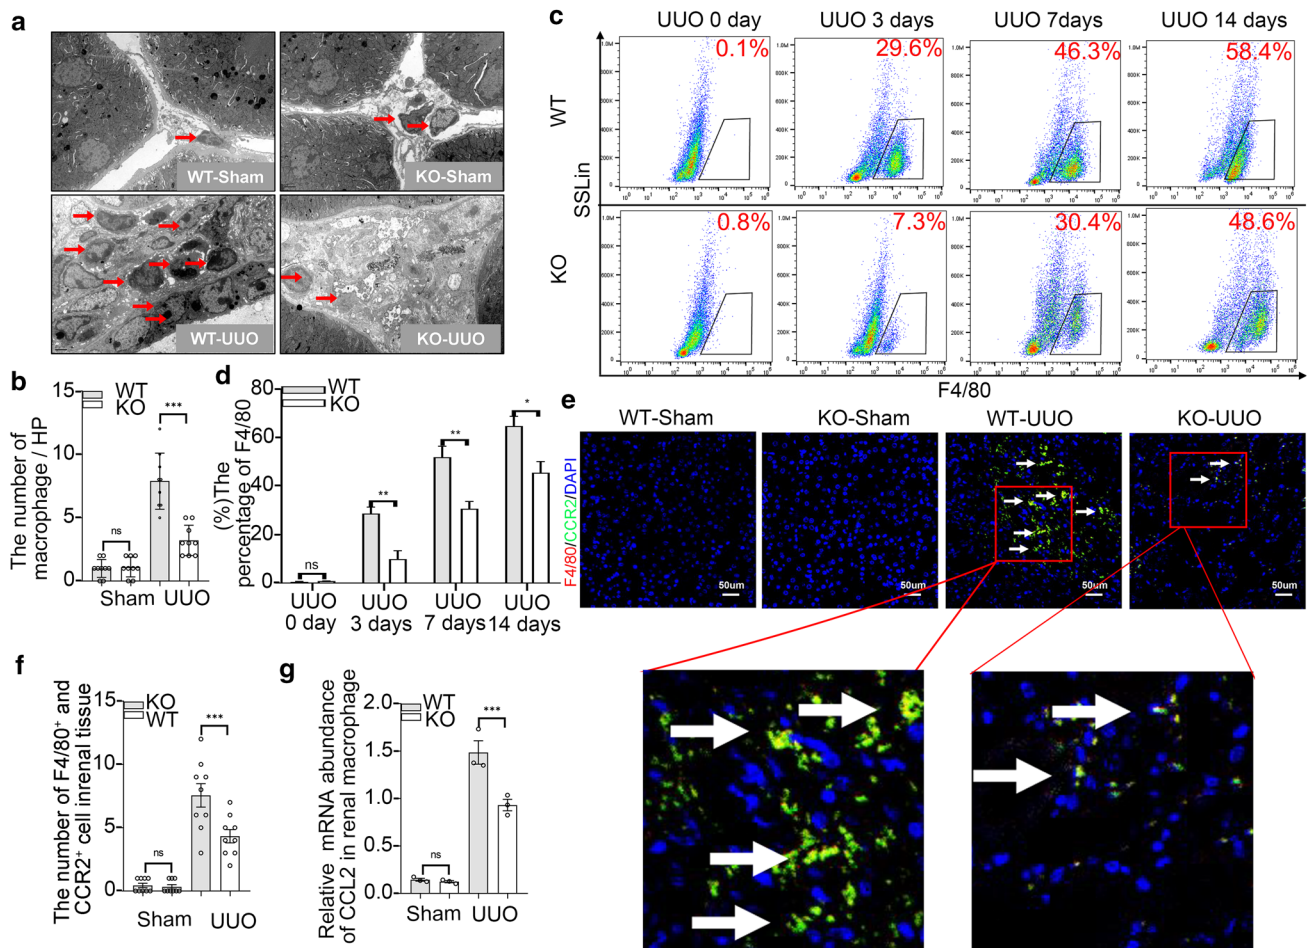 a
WT-Sham
KO-Sham
WT-UUO
KO-UUO
b
The number of
macrophage / HP
15
10
5
0
WT
KO
ns
***
Sham
UUO
c
UUO 0 day
UUO 3 days
UUO 7days
UUO 14 days
WT
KO
SSLin
0.1%
29.6%
46.3%
58.4%
0.8%
7.3%
30.4%
48.6%
1.0M
800K
600K
400K
200K
0
F4/80
d
(%)The
percentage of F4/80
80
60
40
20
0
WT
KO
ns
**
**
*
UUO
0 day
UUO
3 days
UUO
7 days
UUO
14 days
e
WT-Sham
KO-Sham
WT-UUO
KO-UUO
F4/80/CCR2/DAPI
50um
50um
50um
50um
f
The number of F4/80+ and
CCR2+ cell inrenal tissue
15
10
5
0
KO
WT
ns
***
Sham
UUO
g
Relative mRNA abundance
of CCL2 in renal macrophage
2.0
1.5
1.0
0.5
0.0
WT
KO
ns
***
Sham
UUO